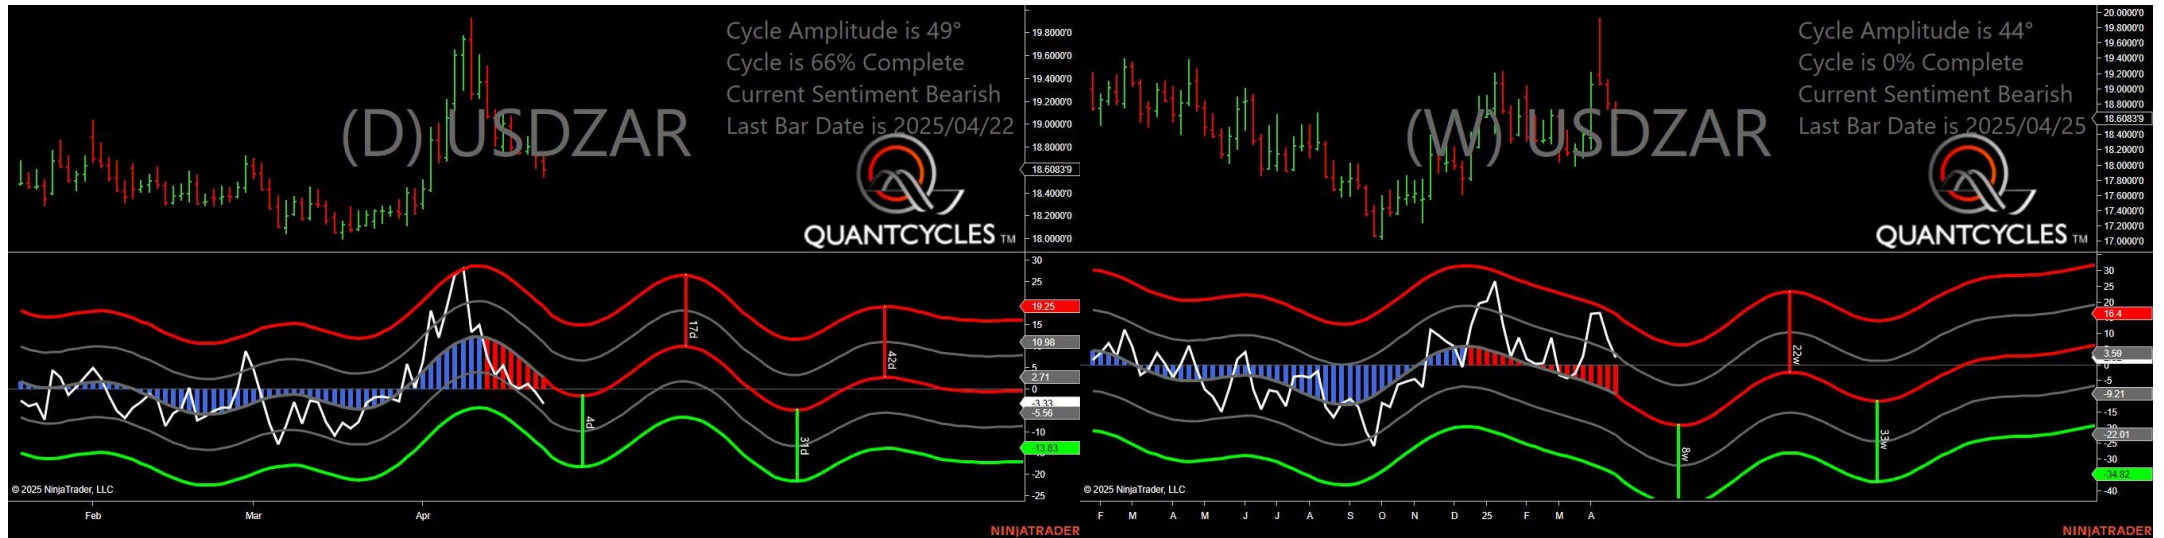 Cycle Amplitude is 49°
Cycle is 66% Complete
Current Sentiment Bearish
Last Bar Date is 2025/04/22
(D) USDZAR
QUANTCYCLES TM
19.8000'0
19.6000'0
19.4000'0
19.2000'0
19.0000'0
18.8000'0
18.6083'9
18.4000'0
18.2000'0
18.0000'0
30
25
19.25
15
10.98
5
2.71
0
-3.33
-5.56
-10
-13.83
-20
-25
4d
17d
31d
42d
© 2025 NinjaTrader, LLC
Feb
Mar
Apr
NINJATRADER
Cycle Amplitude is 44°
Cycle is 0% Complete
Current Sentiment Bearish
Last Bar Date is 2025/04/25
(W) USDZAR
QUANTCYCLES TM
20.0000'0
19.8000'0
19.6000'0
19.4000'0
19.2000'0
19.0000'0
18.8000'0
18.6083'9
18.4000'0
18.2000'0
18.0000'0
17.8000'0
17.6000'0
17.4000'0
17.2000'0
17.0000'0
30
25
20
16.4
10
3.59
0
-5
-9.21
-15
-22.01
-25
-30
-34.82
-40
8w
22w
33w
© 2025 NinjaTrader, LLC
F
M
A
M
J
J
A
S
O
N
D
25
F
M
A
NINJATRADER